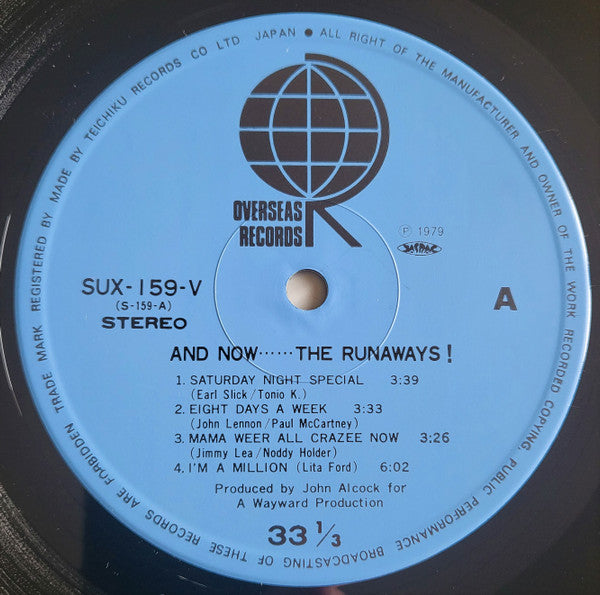 TRADE MARK REGISTERED BY MADE BY TEICHIKU RECORDS CO LTD JAPAN ● ALL RIGHT OF THE MANUFACTURER AND OWNER OF THE WORK RECORDED COPYING, PUBLIC PERFORMANCE BROADCASTING OF THESE RECORDS ARE FORBIDDEN
OVERSEAS
RECORDS
R
Ⓟ 1979
JASRAC
SUX-159-V
(S-159-A)
STEREO
A
AND NOW……THE RUNAWAYS!
1. SATURDAY NIGHT SPECIAL 3:39
(Earl Slick/Tonio K.)
2. EIGHT DAYS A WEEK 3:33
(John Lennon/Paul McCartney)
3. MAMA WEER ALL CRAZEE NOW 3:26
(Jimmy Lea/Noddy Holder)
4. I'M A MILLION (Lita Ford) 6:02
Produced by John Alcock for
A Wayward Production
33 1/3